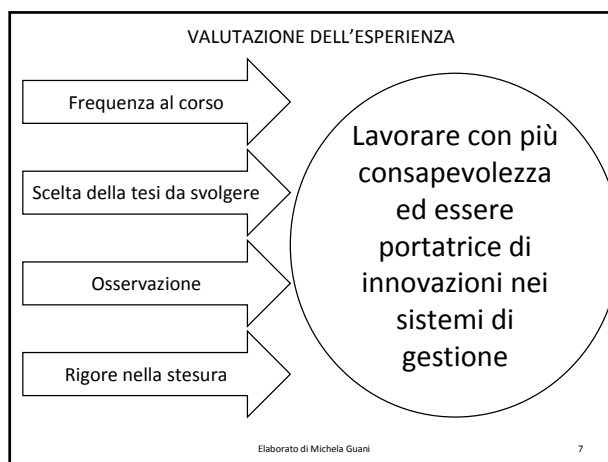 VALUTAZIONE DELL'ESPERIENZA
Frequenza al corso
Scelta della tesi da svolgere
Osservazione
Rigore nella stesura
Lavorare con più
consapevolezza
ed essere
portatrice di
innovazioni nei
sistemi di
gestione
Elaborato di Michela Guani
7